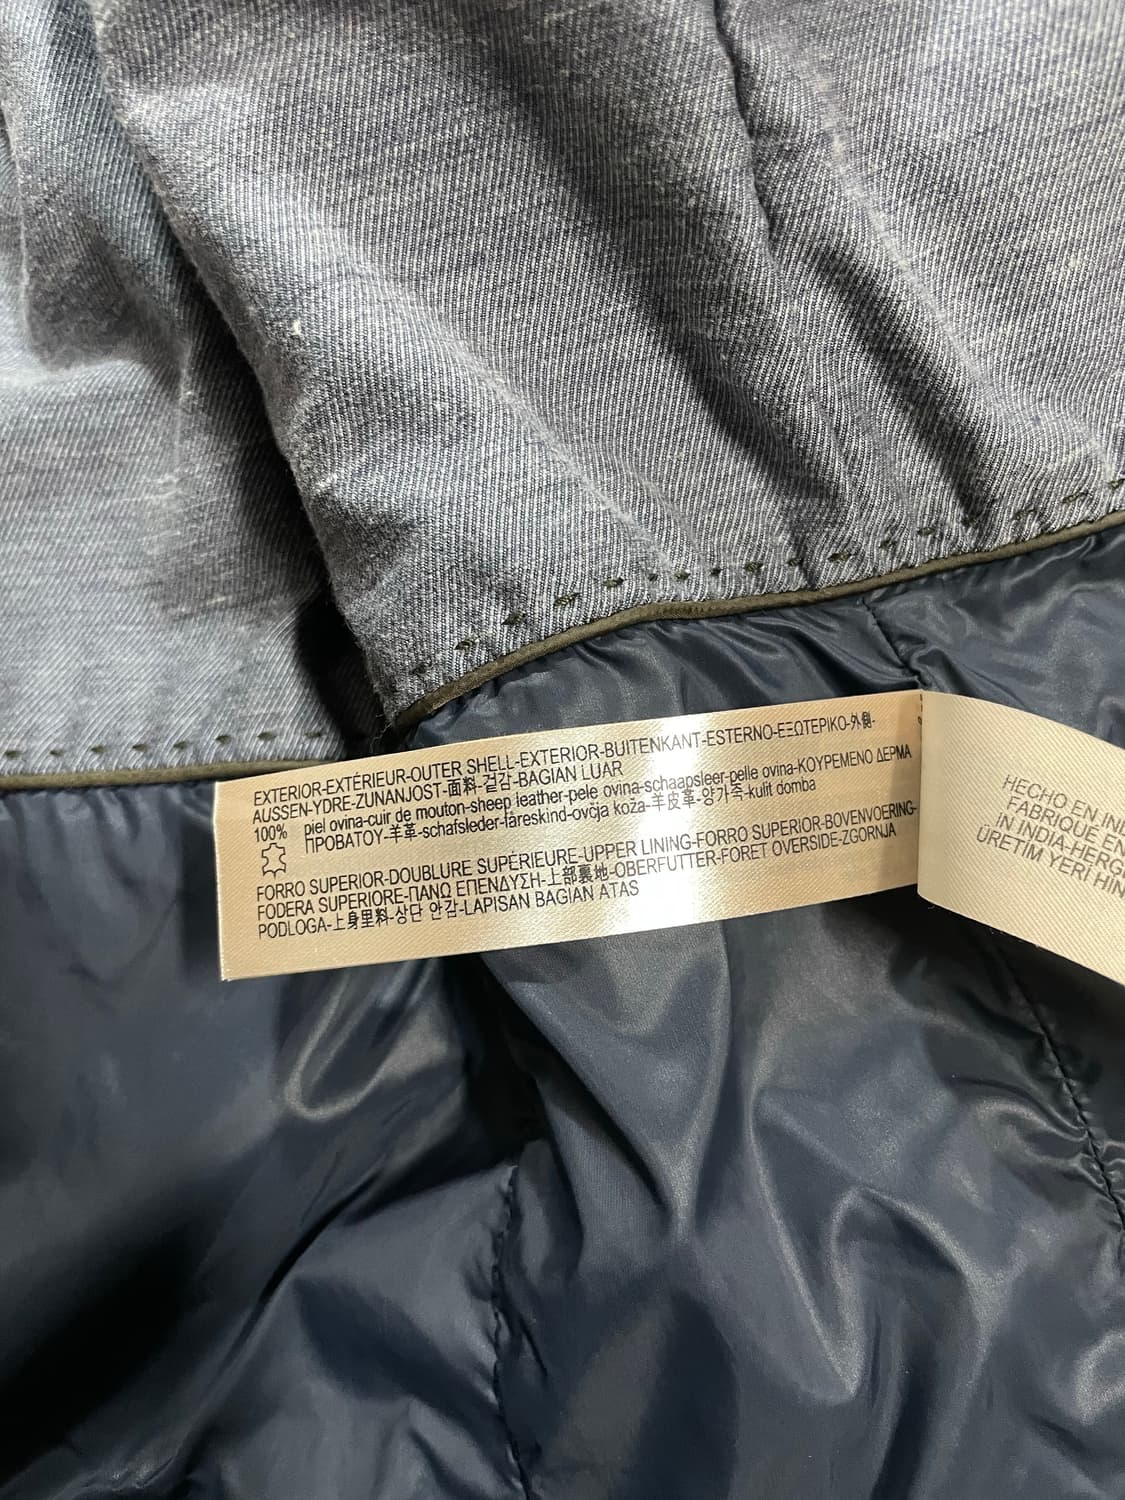 EXTERIOR-EXTÉRIEUR-OUTER SHELL-EXTERIOR-BUITENKANT-ESTERNO-ΕΞΩΤΕΡΙΚΟ-外側-
AUSSEN-YDRE-ZUNANJOST-面料-겉감-BAGIAN LUAR
100% piel ovina-cuir de mouton-sheep leather-pele ovina-schaapsleer-pelle ovina-ΚΟΥΡΕΜΕΝΟ ΔΕΡΜΑ
ΠΡΟΒΑΤΟΥ-羊革-schafsleder-fåreskind-ovčja koža-羊皮革-양가죽-kulit domba
FORRO SUPERIOR-DOUBLURE SUPÉRIEURE-UPPER LINING-FORRO SUPERIOR-BOVENVOERING-
FODERA SUPERIORE-ΠΑΝΩ ΕΠΕΝΔΥΣΗ-上部裏地-OBERFUTTER-FORET OVERSIDE-ZGORNJA
PODLOGA-上身里料-상단 안감-LAPISAN BAGIAN ATAS
HECHO EN IN
FABRIQUÉ EN
IN INDIA-HERG
ÜRETIM YERI HIN